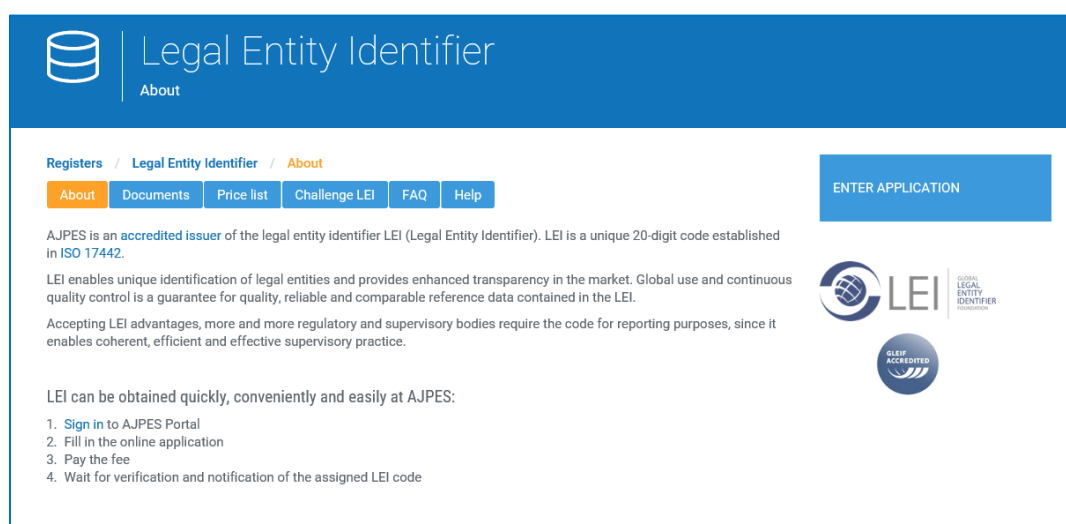 Legal Entity Identifier
About
Registers / Legal Entity Identifier / About
About Documents Price list Challenge LEI FAQ Help
ENTER APPLICATION
AJPES is an accredited issuer of the legal entity identifier LEI (Legal Entity Identifier). LEI is a unique 20-digit code established
in ISO 17442.
LEI enables unique identification of legal entities and provides enhanced transparency in the market. Global use and continuous
quality control is a guarantee for quality, reliable and comparable reference data contained in the LEI.
Accepting LEI advantages, more and more regulatory and supervisory bodies require the code for reporting purposes, since it
enables coherent, efficient and effective supervisory practice.
LEI
GLOBAL
LEGAL
ENTITY
IDENTIFIER
FOUNDATION
GLEIF
ACCREDITED
LEI can be obtained quickly, conveniently and easily at AJPES:
1. Sign in to AJPES Portal
2. Fill in the online application
3. Pay the fee
4. Wait for verification and notification of the assigned LEI code